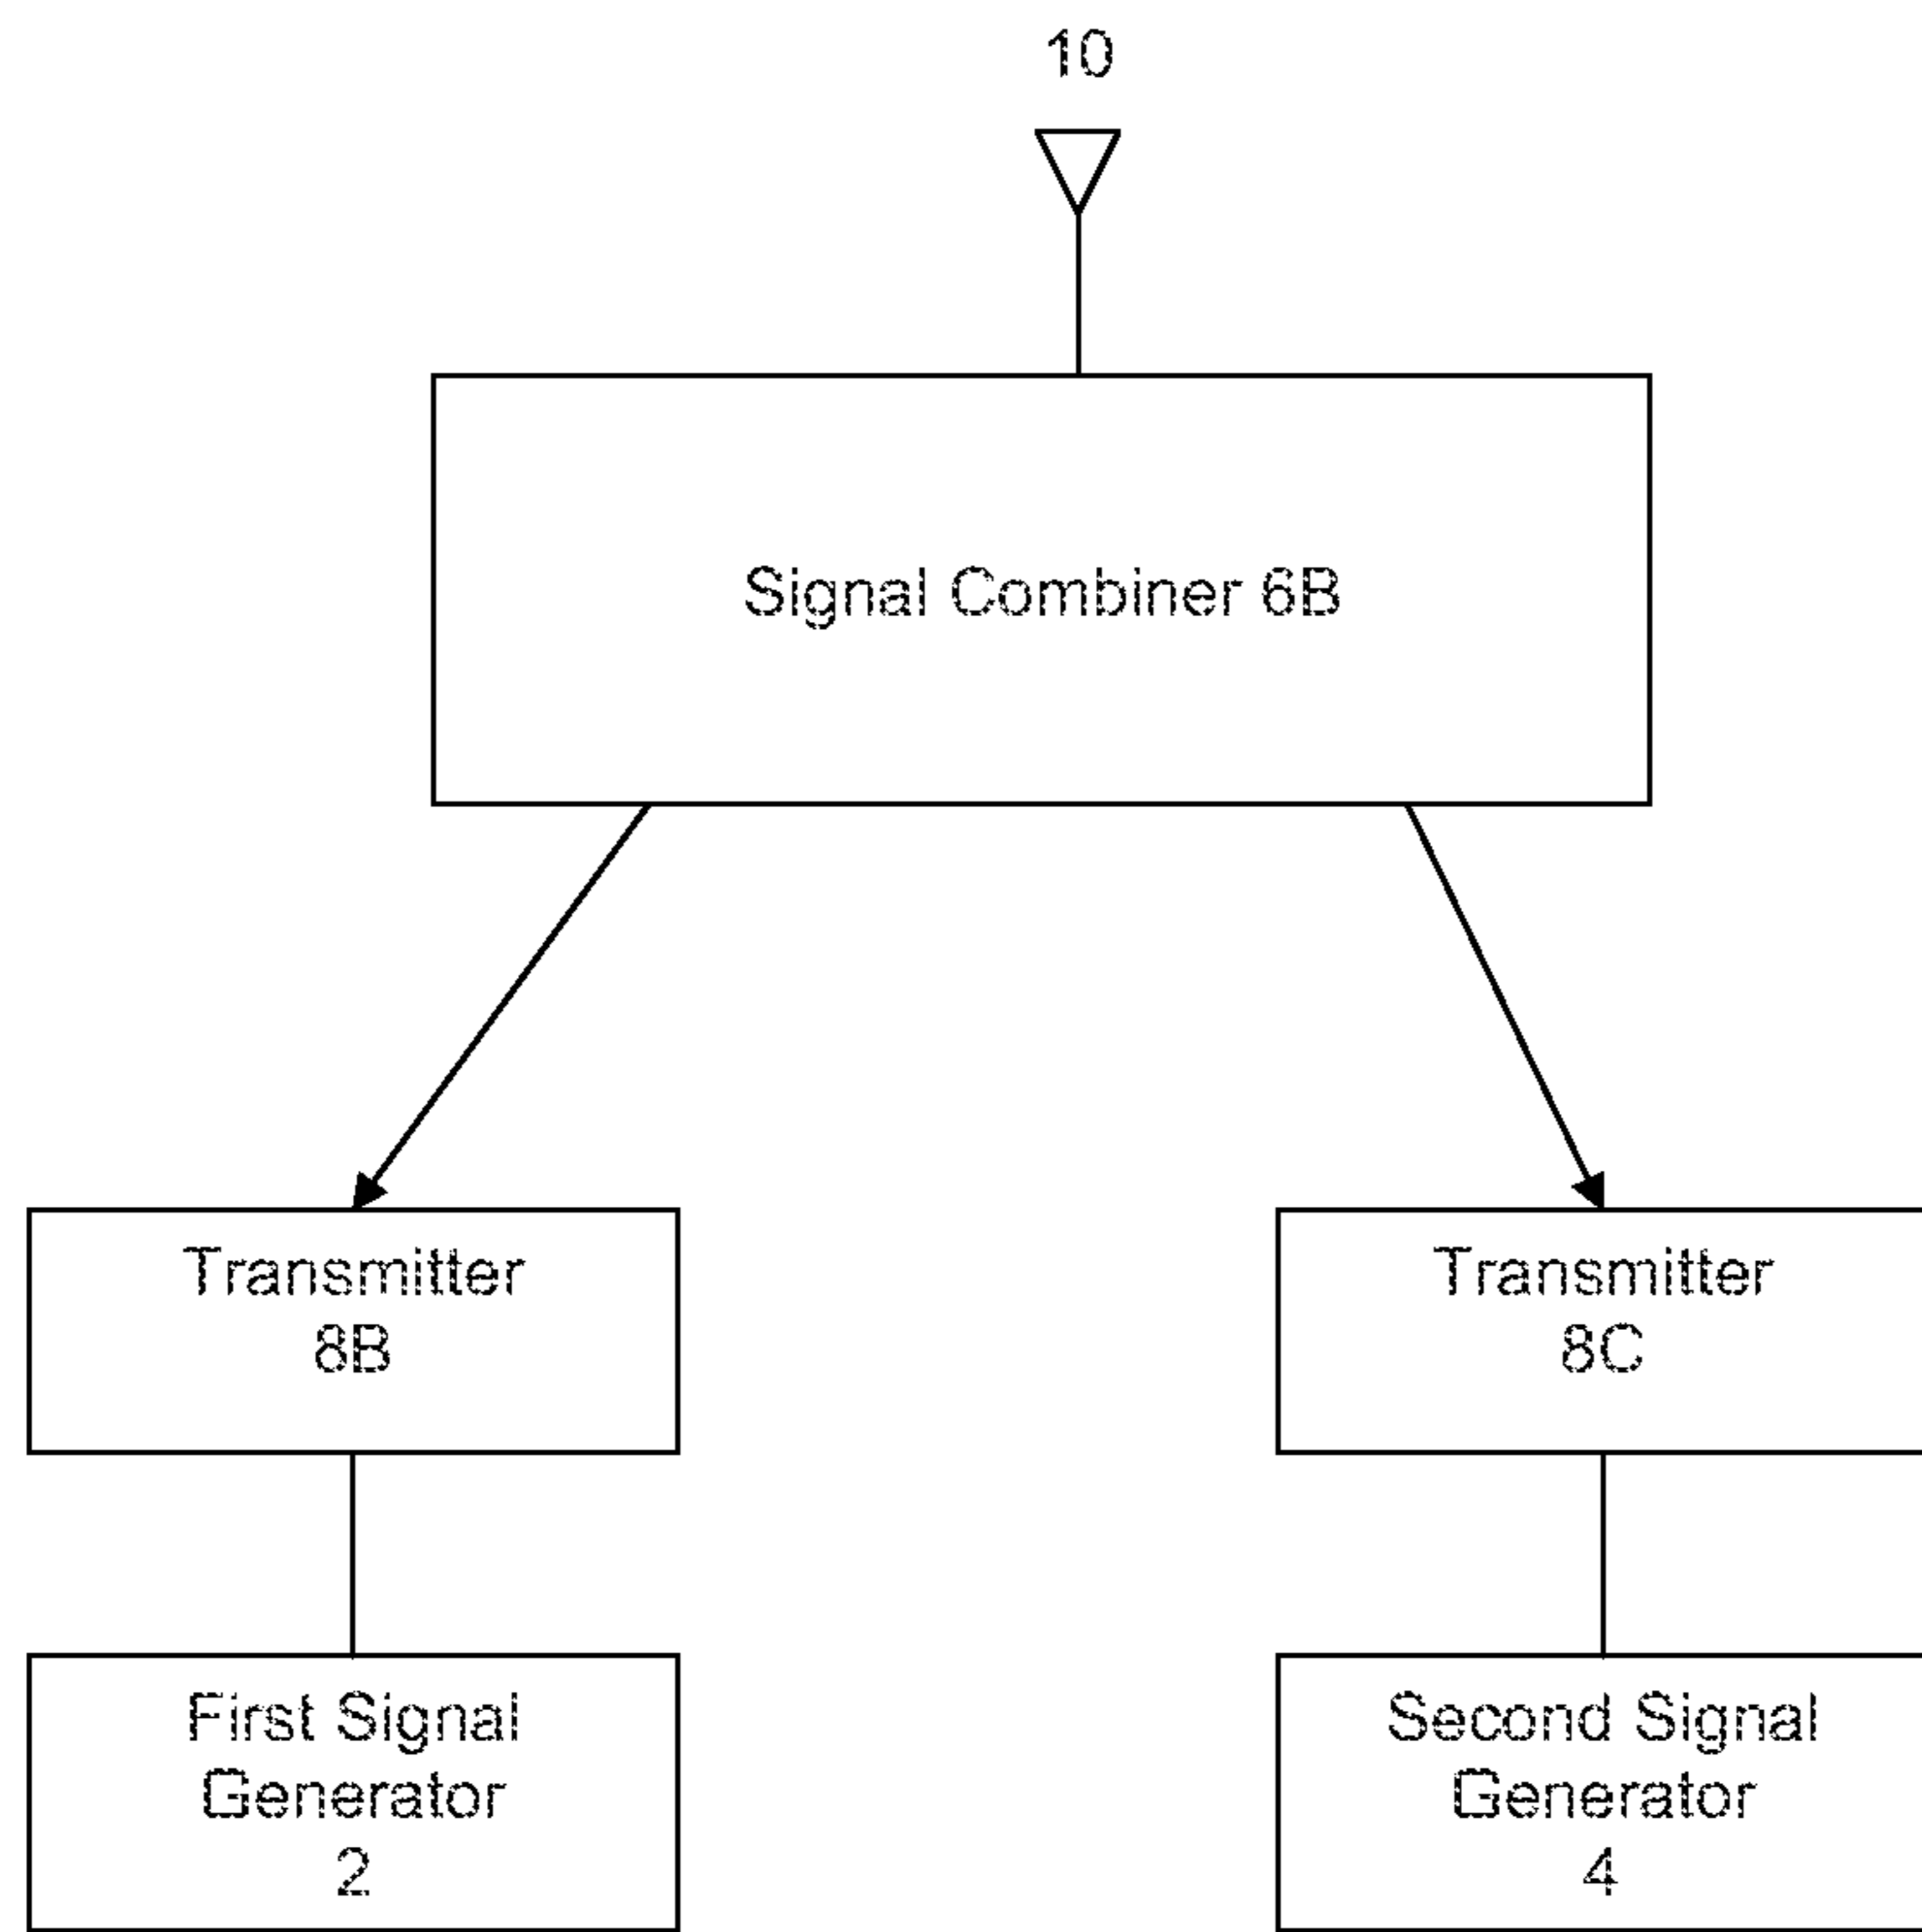 10
Signal Combiner 6B
Transmitter
8B
Transmitter
8C
First Signal
Generator
2
Second Signal
Generator
4